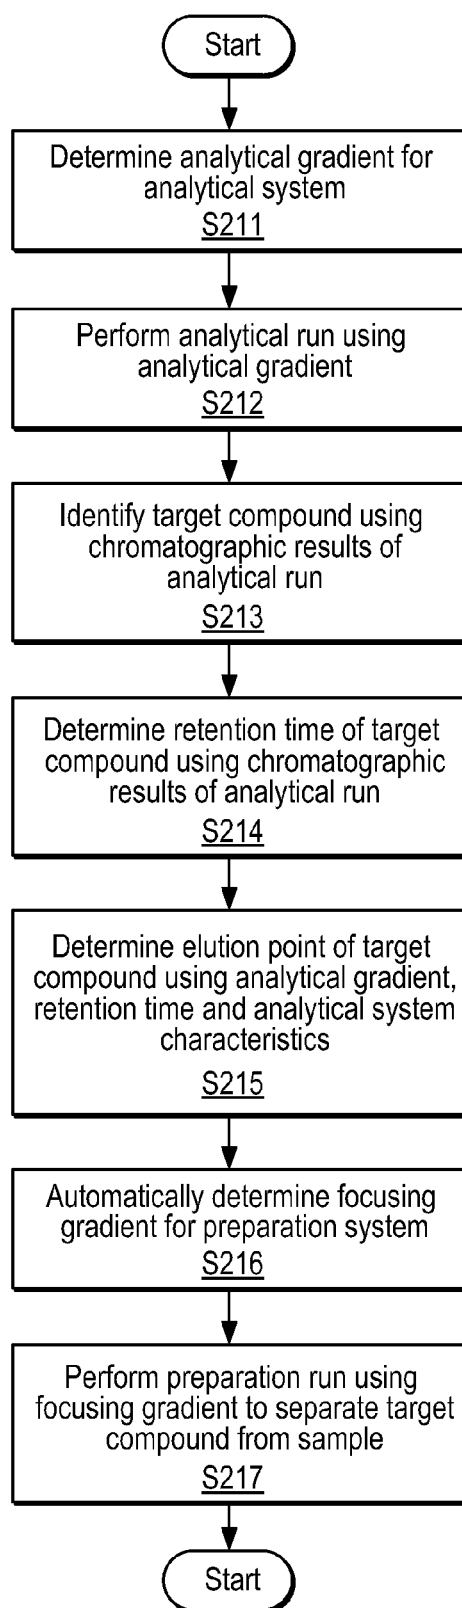 Start
Determine analytical gradient for
analytical system
S211
Perform analytical run using
analytical gradient
S212
Identify target compound using
chromatographic results of
analytical run
S213
Determine retention time of target
compound using chromatographic
results of analytical run
S214
Determine elution point of target
compound using analytical gradient,
retention time and analytical system
characteristics
S215
Automatically determine focusing
gradient for preparation system
S216
Perform preparation run using
focusing gradient to separate target
compound from sample
S217
Start